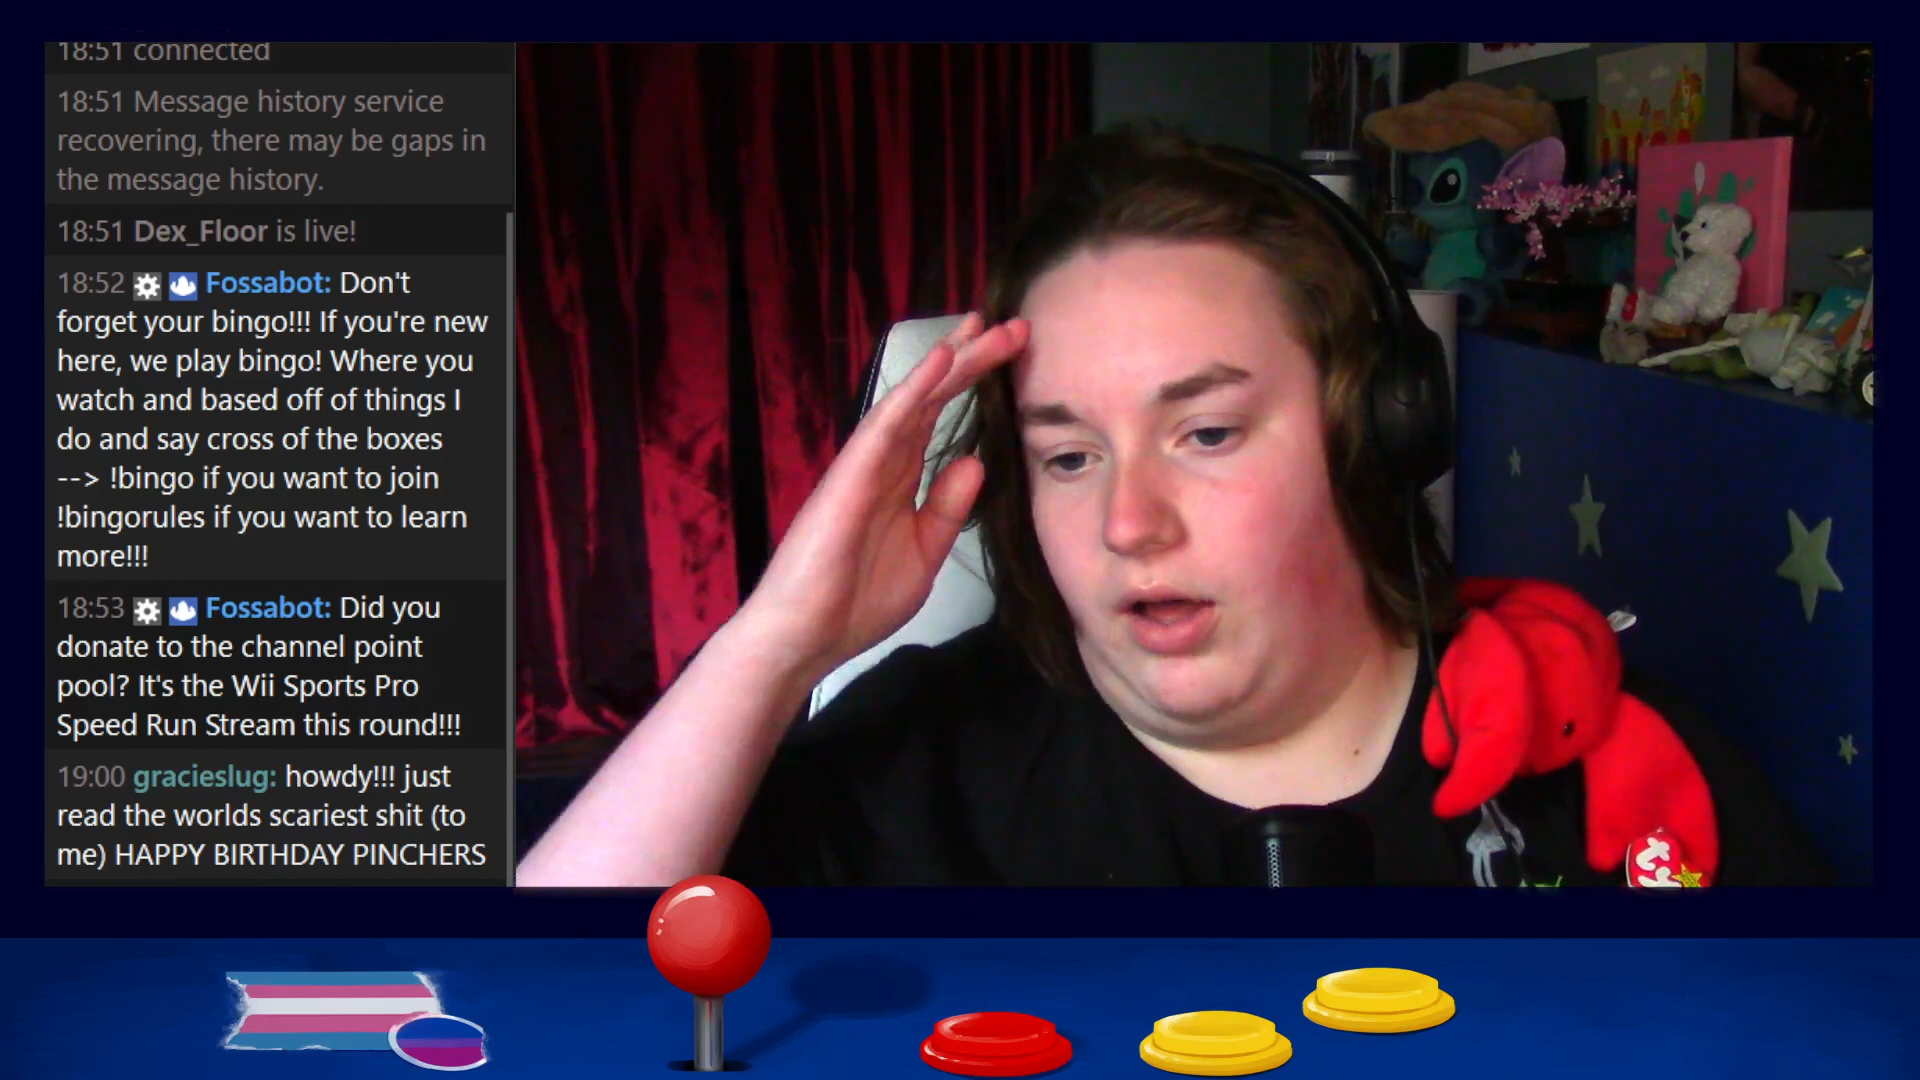 18:51 connected
18:51 Message history service
recovering, there may be gaps in
the message history.
18:51 Dex_Floor is live!
18:52 Fossabot: Don't
forget your bingo!!! If you're new
here, we play bingo! Where you
watch and based off of things I
do and say cross of the boxes
--> !bingo if you want to join
!bingorules if you want to learn
more!!!
18:53 Fossabot: Did you
donate to the channel point
pool? It's the Wii Sports Pro
Speed Run Stream this round!!!
19:00 gracieslug: howdy!!! just
read the worlds scariest shit (to
me) HAPPY BIRTHDAY PINCHERS
ty